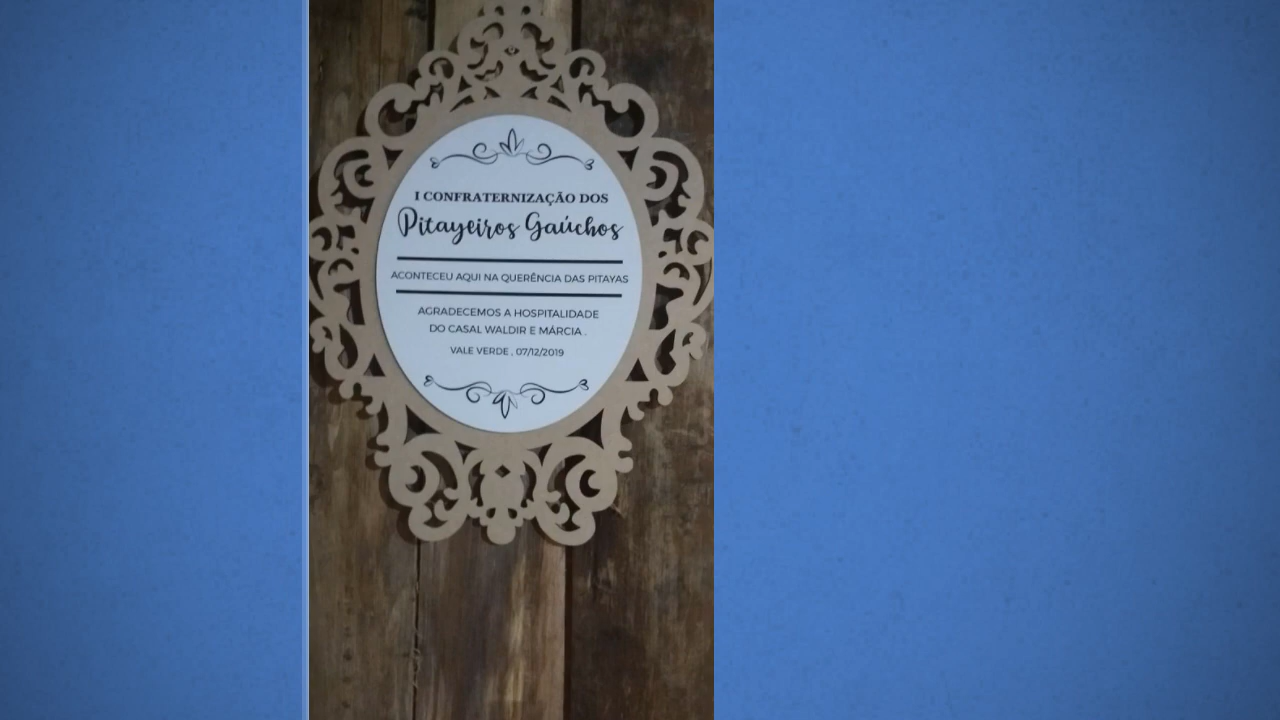 I CONFRATERNIZAÇÃO DOS
Pitayeiros Gaúchos
ACONTECEU AQUI NA QUERÊNCIA DAS PITAYAS
AGRADECEMOS A HOSPITALIDADE
DO CASAL WALDIR E MÁRCIA .
VALE VERDE , 07/12/2019